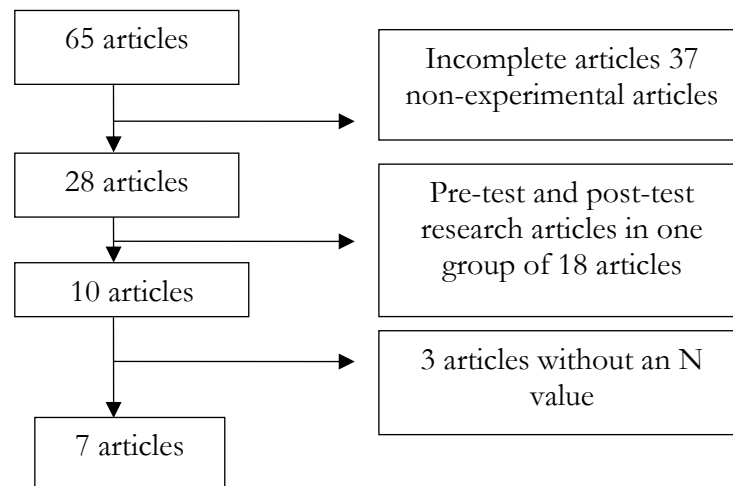 65 articles
Incomplete articles 37
non-experimental articles
28 articles
Pre-test and post-test
research articles in one
group of 18 articles
10 articles
3 articles without an N
value
7 articles